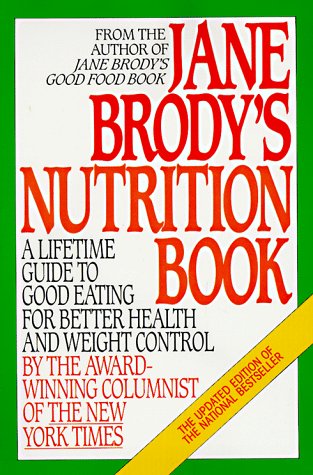 FROM THE
AUTHOR OF
JANE BRODY'S
GOOD FOOD BOOK
JANE
BRODY'S
NUTRITION
BOOK
A LIFETIME
GUIDE TO
GOOD EATING
FOR BETTER HEALTH
AND WEIGHT CONTROL
BY THE AWARD-
WINNING COLUMNIST
OF THE NEW
YORK TIMES
THE UPDATED EDITION OF
THE NATIONAL BESTSELLER